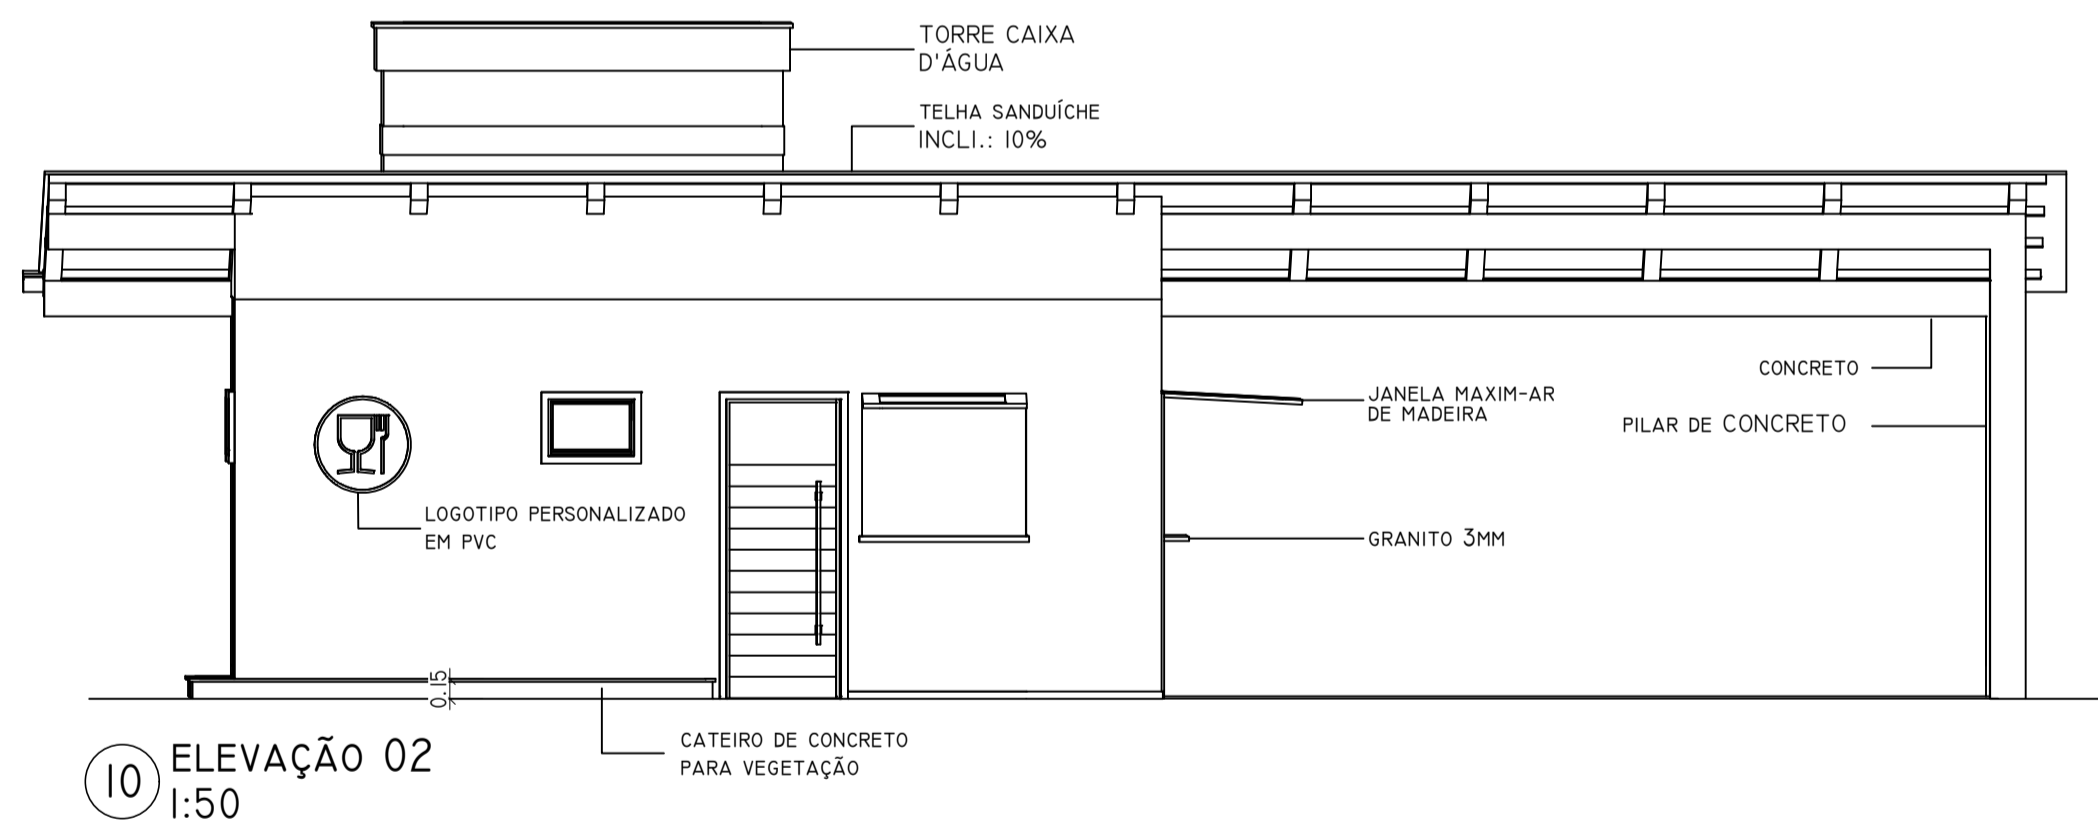 TORRE CAIXA
D'ÁGUA
TELHA SANDUÍCHE
INCLI.: 10%
CONCRETO
JANELA MAXIM-AR
DE MADEIRA
PILAR DE CONCRETO
LOGOTIPO PERSONALIZADO
EM PVC
GRANITO 3MM
0.15
CATEIRO DE CONCRETO
PARA VEGETAÇÃO
10
ELEVAÇÃO 02
1:50